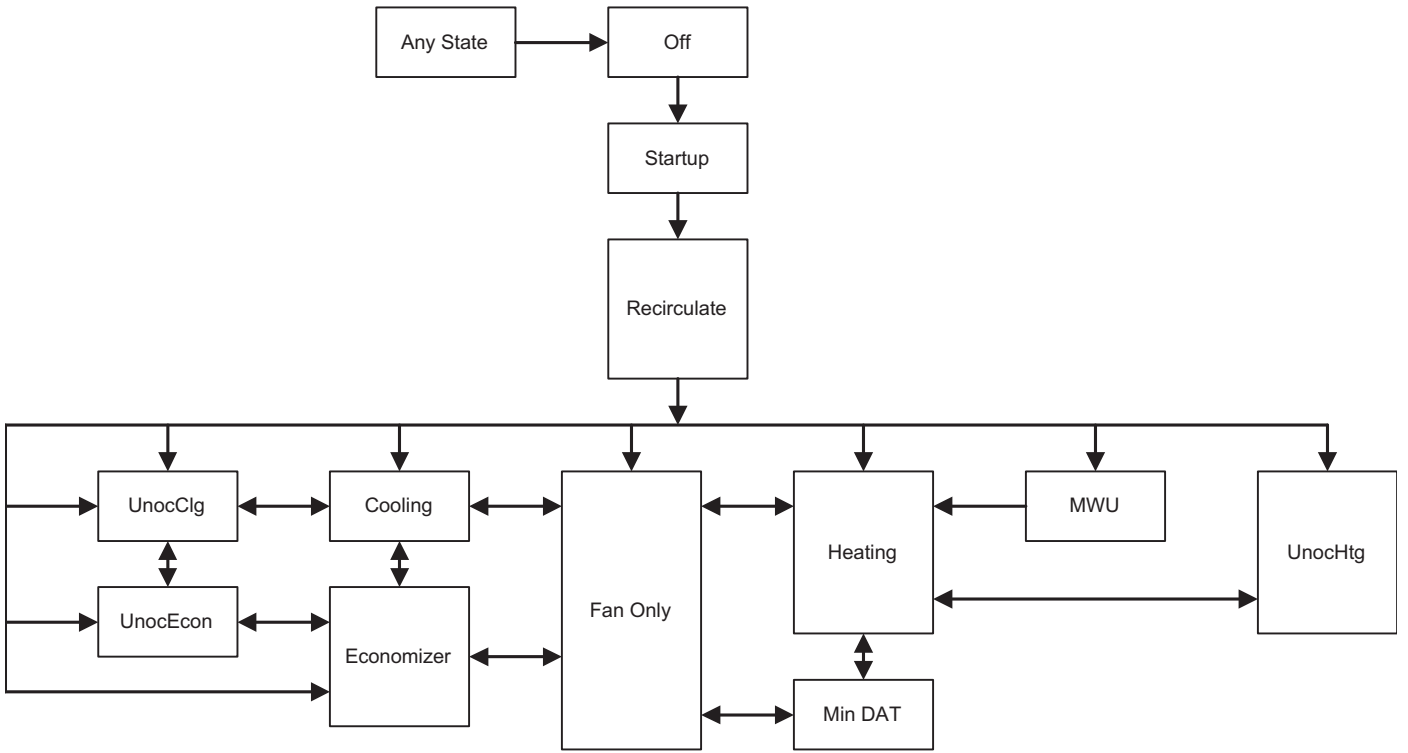 Any State
Off
Startup
Recirculate
UnocClg
Cooling
MWU
Heating
UnocHtg
Fan Only
UnocEcon
Economizer
Min DAT